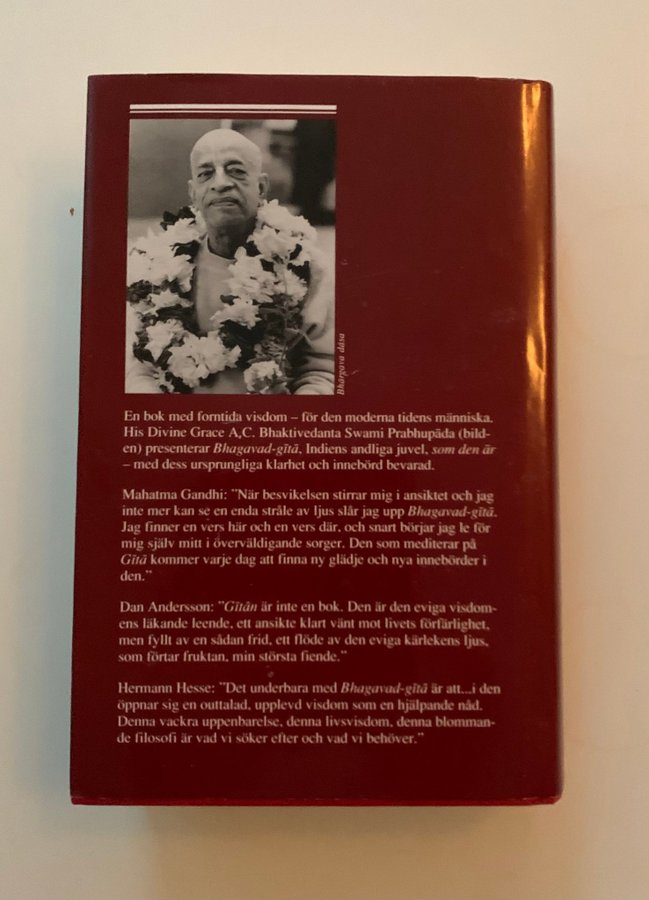 Bhārgava dāsa
En bok med forntida visdom – för den moderna tidens människa.
His Divine Grace A,C. Bhaktivedanta Swami Prabhupāda (bild-
en) presenterar Bhagavad-gītā, Indiens andliga juvel, som den är
– med dess ursprungliga klarhet och innebörd bevarad.
Mahatma Gandhi: ”När besvikelsen stirrar mig i ansiktet och jag
inte mer kan se en enda stråle av ljus slår jag upp Bhagavad-gītā.
Jag finner en vers här och en vers där, och snart börjar jag le för
mig själv mitt i överväldigande sorger. Den som mediterar på
Gītā kommer varje dag att finna ny glädje och nya innebörder i
den.”
Dan Andersson: ”Gītān är inte en bok. Den är den eviga visdom-
ens läkande leende, ett ansikte klart vänt mot livets förfärlighet,
men fyllt av en sådan frid, ett flöde av den eviga kärlekens ljus,
som förtar fruktan, min största fiende.”
Hermann Hesse: ”Det underbara med Bhagavad-gītā är att...i den
öppnar sig en outtalad, upplevd visdom som en hjälpande nåd.
Denna vackra uppenbarelse, denna livsvisdom, denna blomman-
de filosofi är vad vi söker efter och vad vi behöver.”